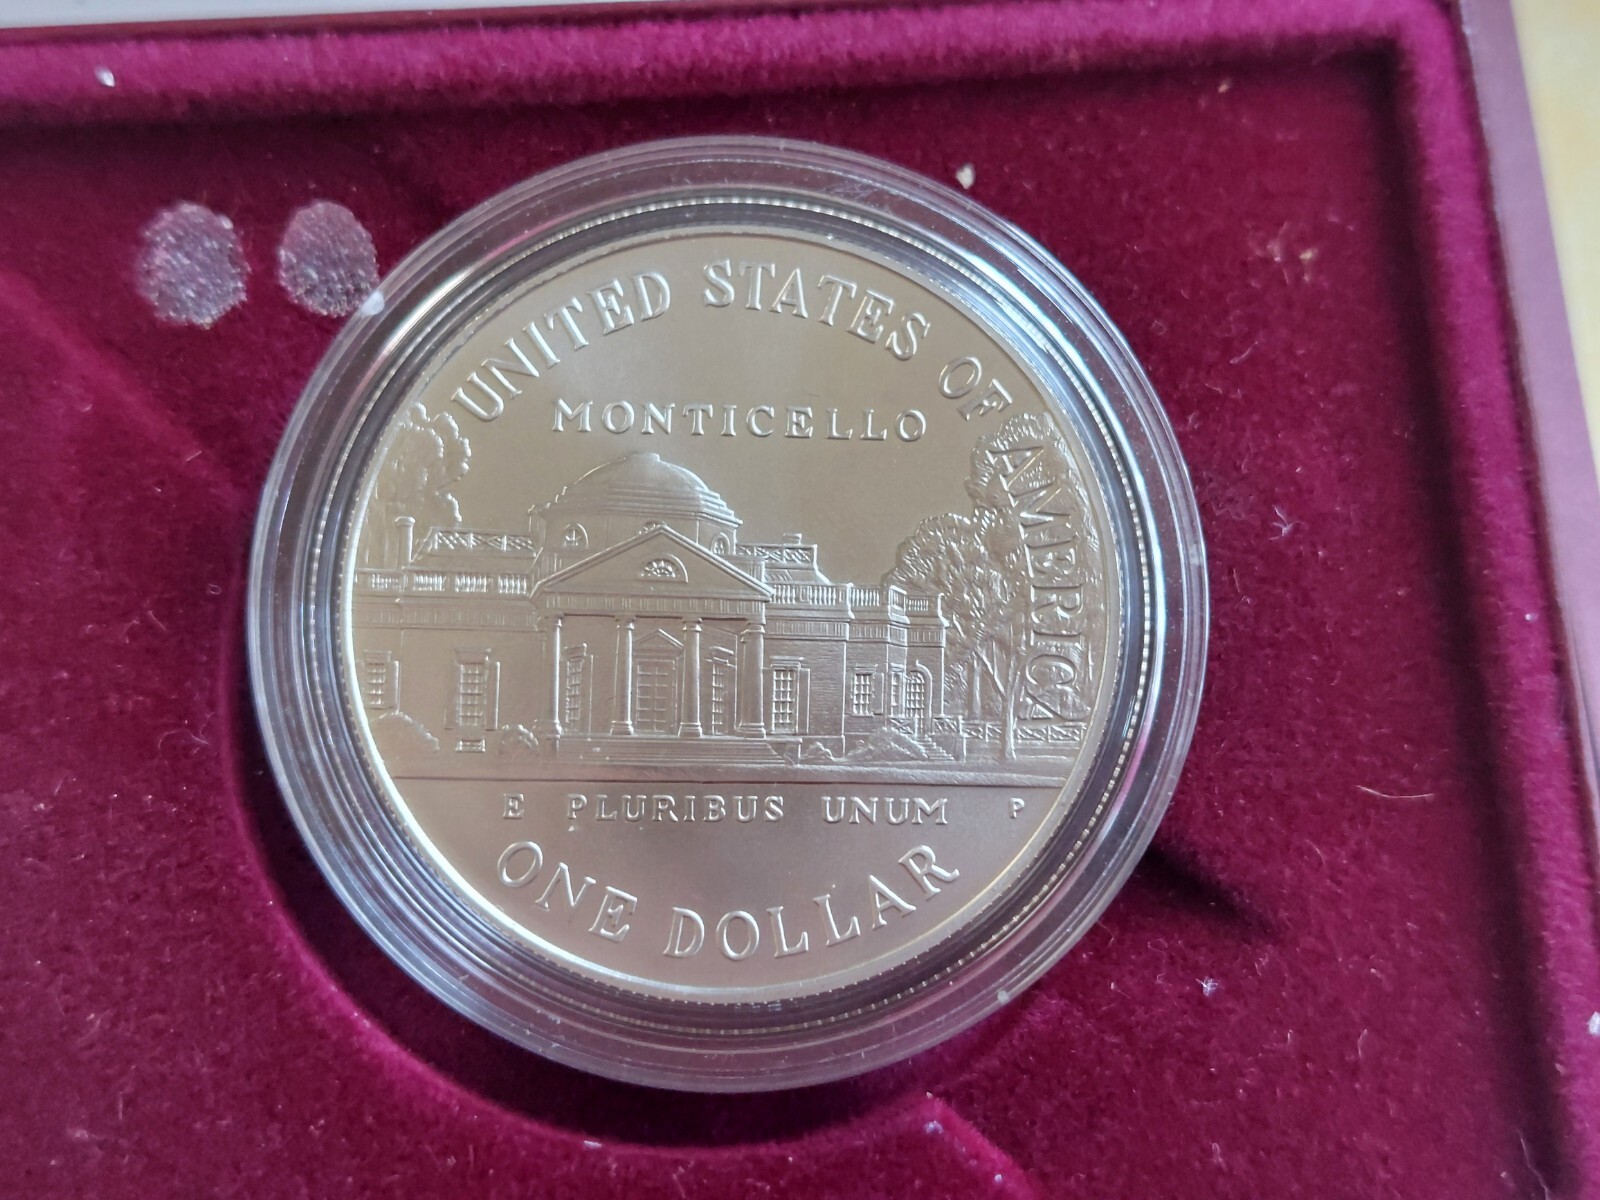 UNITED STATES OF AMERICA
MONTICELLO
E PLURIBUS UNUM P
ONE DOLLAR